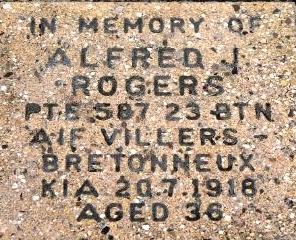 IN MEMORY OF
ALFRED J.
ROGERS
PTE 587 23 BTN
AIF VILLERS -
BRETONNEUX
KIA 20.7.1918
AGED 36